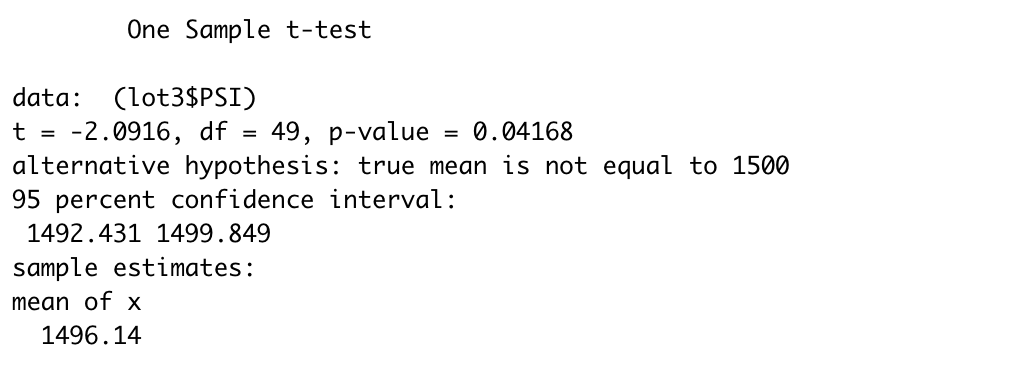 One Sample t-test
data:  (lot3$PSI)
t = -2.0916, df = 49, p-value = 0.04168
alternative hypothesis: true mean is not equal to 1500
95 percent confidence interval:
1492.431 1499.849
sample estimates:
mean of x
1496.14